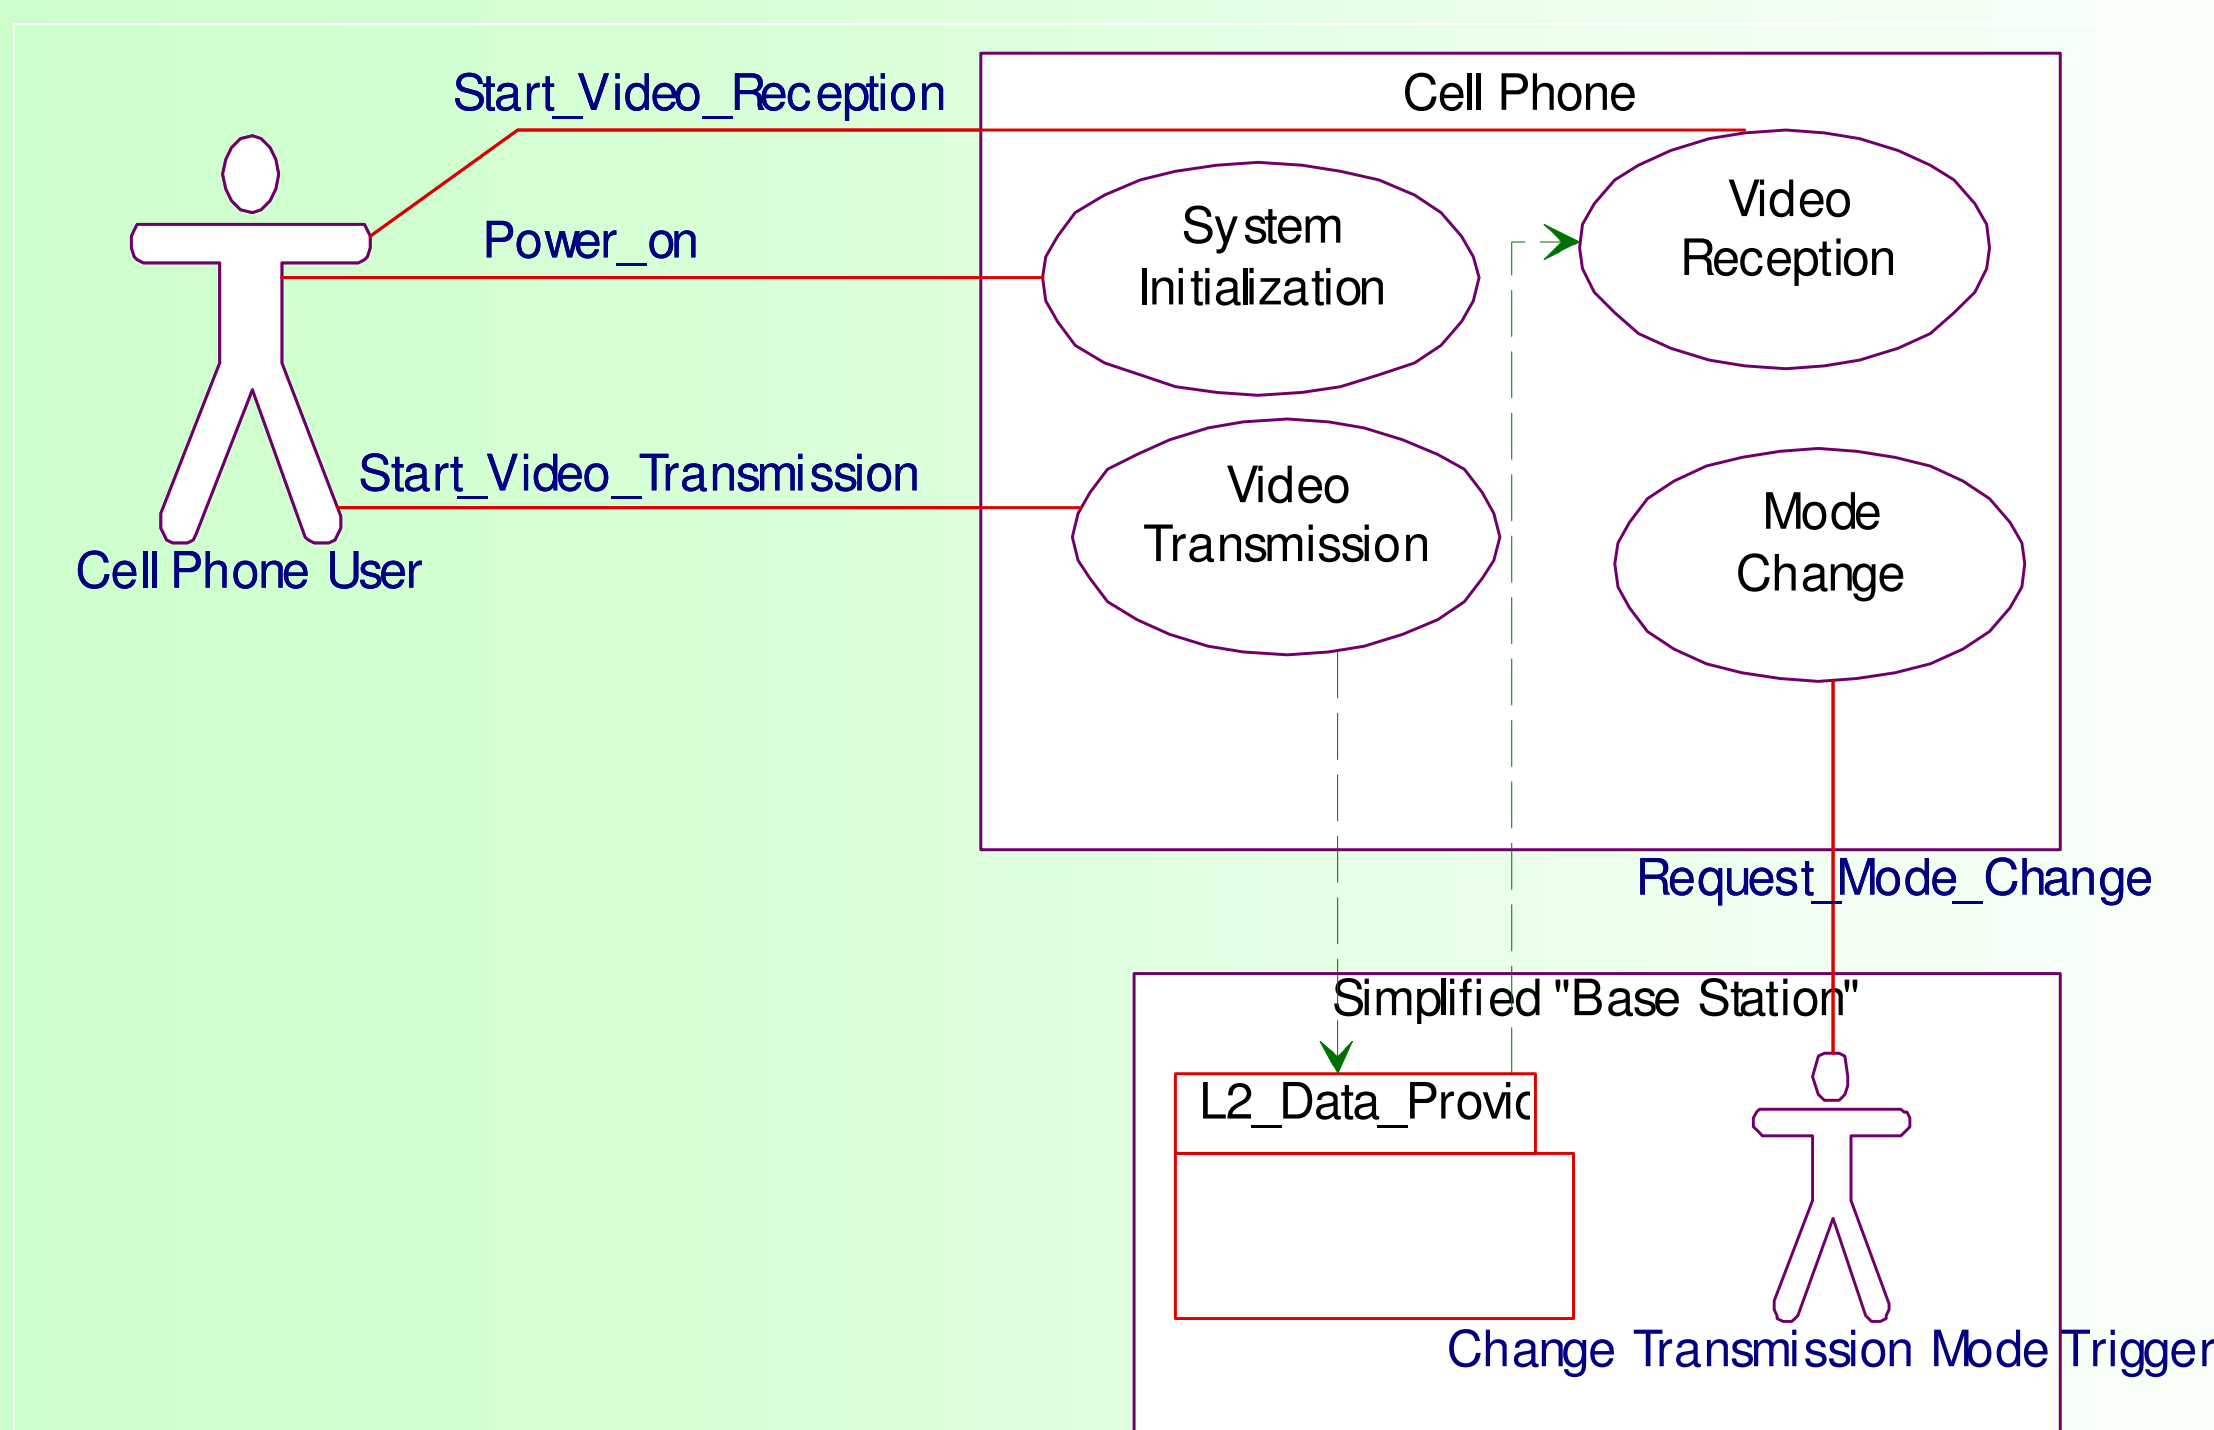 Start_Video_Reception
Cell Phone
Power_on
System
Initialization
Video
Reception
Start_Video_Transmission
Video
Transmission
Mode
Change
Cell Phone User
Request_Mode_Change
Simplified "Base Station"
L2_Data_Provic
Change Transmission Mode Trigger